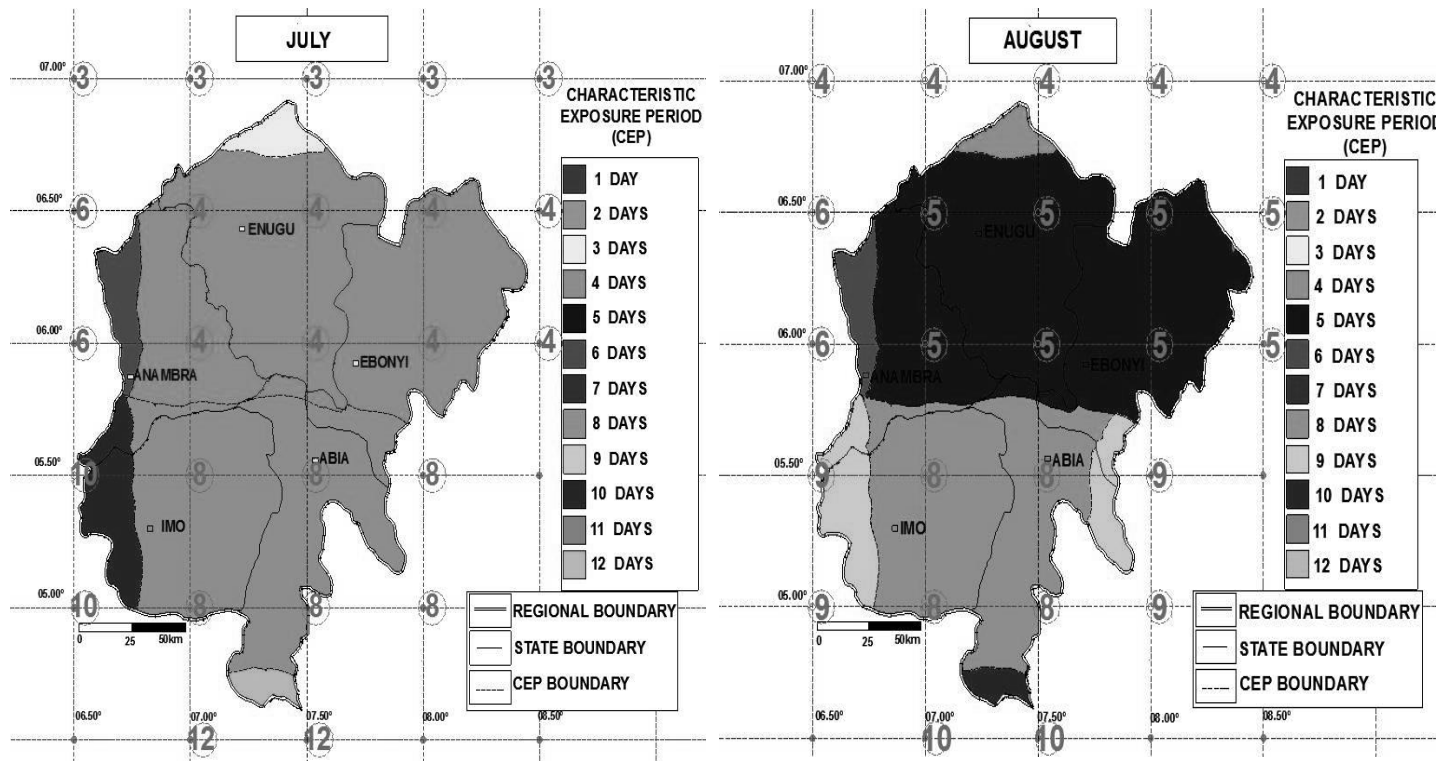 JULY
07.00°
3 3 3 3 3
CHARACTERISTIC
EXPOSURE PERIOD
(CEP)
1 DAY
2 DAYS
3 DAYS
4 DAYS
5 DAYS
6 DAYS
7 DAYS
8 DAYS
9 DAYS
10 DAYS
11 DAYS
12 DAYS
06.50°
6 4 4 4 4
ENUGU
06.00°
6 4 4 4 4
EBONYI
ANAMBRA
ABIA
05.50°
10 8 8 8
IMO
05.00°
10 8 8 8
0 25 50km
REGIONAL BOUNDARY
STATE BOUNDARY
CEP BOUNDARY
06.50° 07.00° 07.50° 08.00° 08.50°
12 12
AUGUST
07.00°
4 4 4 4 4
CHARACTERISTIC
EXPOSURE PERIOD
(CEP)
1 DAY
2 DAYS
3 DAYS
4 DAYS
5 DAYS
6 DAYS
7 DAYS
8 DAYS
9 DAYS
10 DAYS
11 DAYS
12 DAYS
06.50°
6 5 5 5 5
ENUGU
06.00°
6 5 5 5 5
EBONYI
ANAMBRA
ABIA
05.50°
9 8 8 9
IMO
05.00°
9 8 8 9
0 25 50km
REGIONAL BOUNDARY
STATE BOUNDARY
CEP BOUNDARY
06.50° 07.00° 07.50° 08.00° 08.50°
10 10